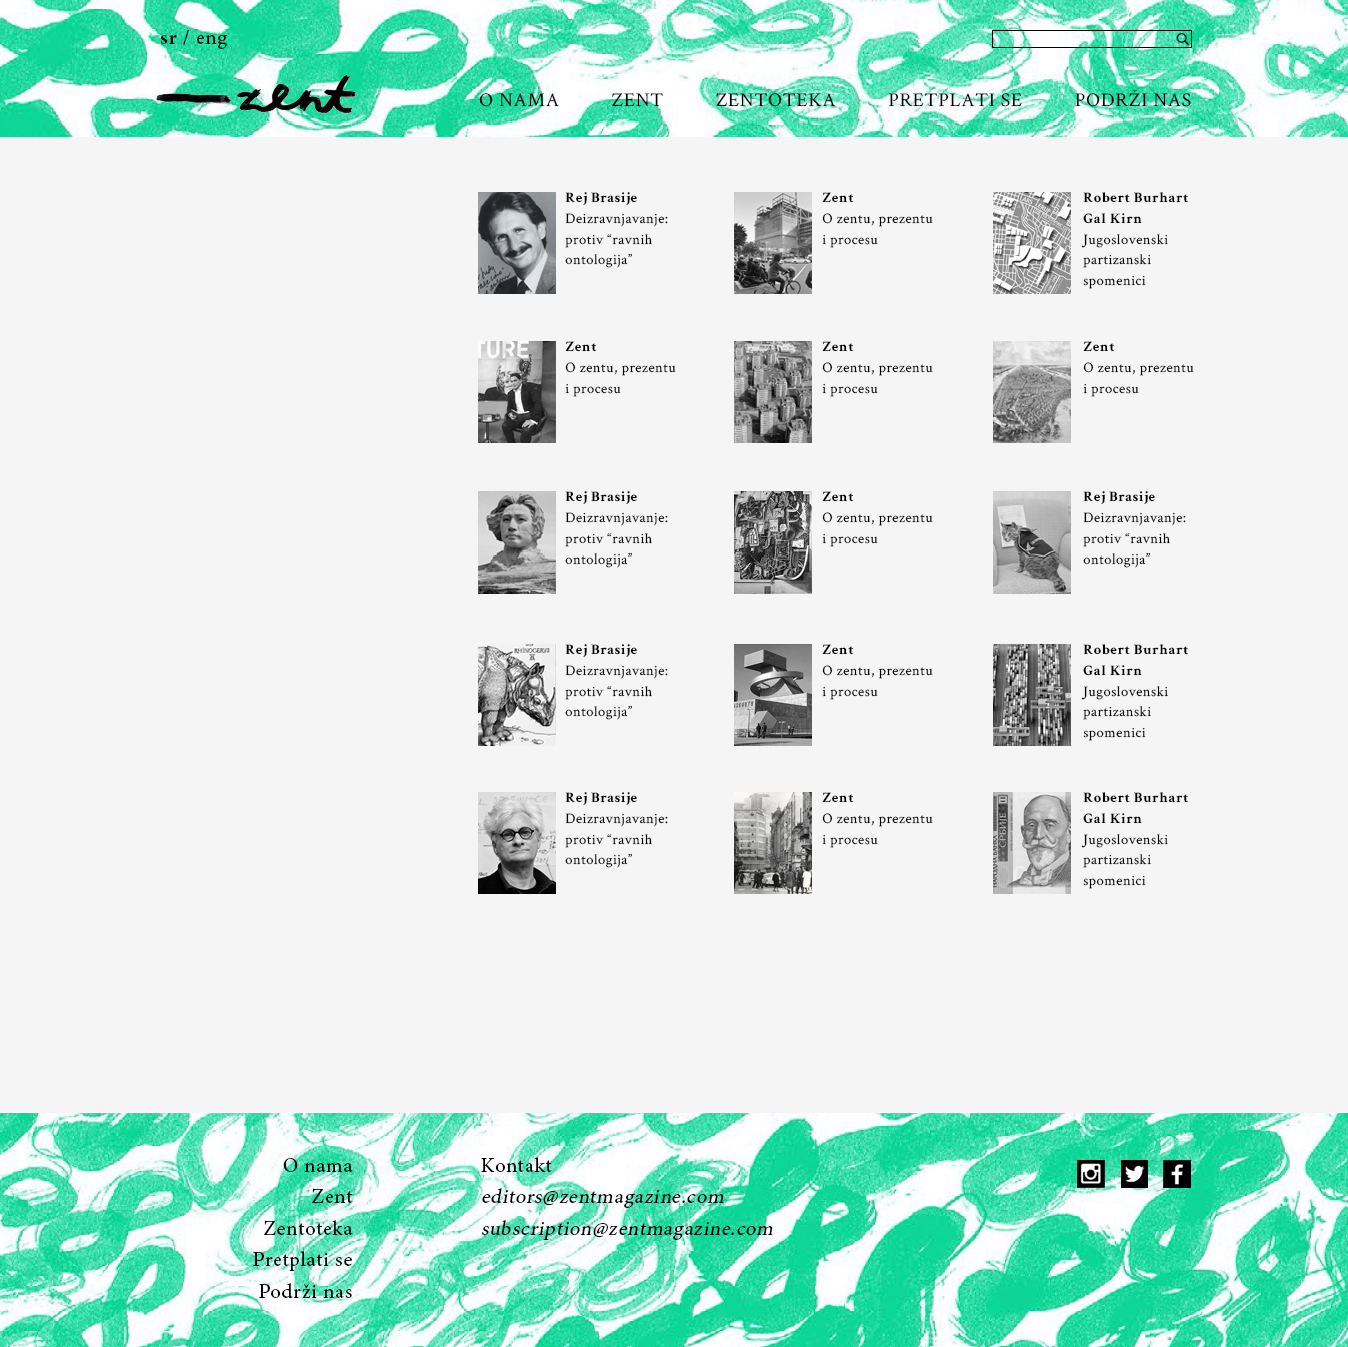 sr / eng
zent
O NAMA
ZENT
ZENTOTEKA
PRETPLATI SE
PODRŽI NAS
Rej Brasije
Deizravnjavanje:
protiv “ravnih
ontologija”
Zent
O zentu, prezentu
i procesu
Robert Burhart
Gal Kirn
Jugoslovenski
partizanski
spomenici
TURE
Zent
O zentu, prezentu
i procesu
Zent
O zentu, prezentu
i procesu
Zent
O zentu, prezentu
i procesu
Rej Brasije
Deizravnjavanje:
protiv “ravnih
ontologija”
Zent
O zentu, prezentu
i procesu
Rej Brasije
Deizravnjavanje:
protiv “ravnih
ontologija”
RHINOCERVS
Rej Brasije
Deizravnjavanje:
protiv “ravnih
ontologija”
Zent
O zentu, prezentu
i procesu
Robert Burhart
Gal Kirn
Jugoslovenski
partizanski
spomenici
Rej Brasije
Deizravnjavanje:
protiv “ravnih
ontologija”
Zent
O zentu, prezentu
i procesu
СРБИЈЕ
Robert Burhart
Gal Kirn
Jugoslovenski
partizanski
spomenici
O nama
Zent
Zentoteka
Pretplati se
Podrži nas
Kontakt
editors@zentmagazine.com
subscription@zentmagazine.com